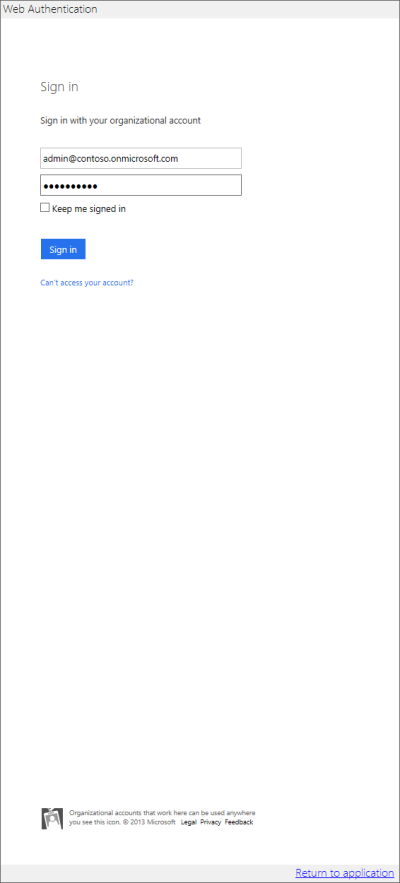 Web Authentication
Sign in
Sign in with your organizational account
admin@contoso.onmicrosoft.com
●●●●●●●●●●
Keep me signed in
Sign in
Can't access your account?
Organizational accounts that work here can be used anywhere
you see this icon. © 2013 Microsoft Legal Privacy Feedback
Return to application